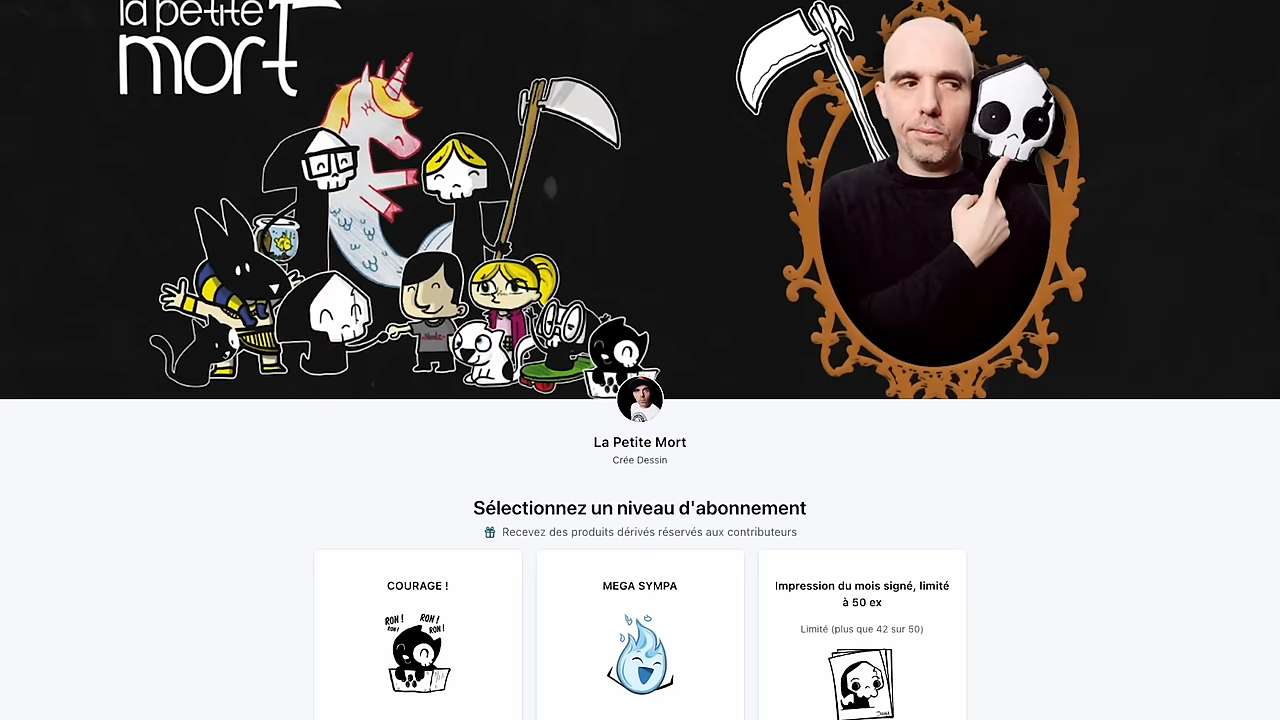 la petite
mort
La Petite Mort
Crée Dessin
Sélectionnez un niveau d'abonnement
Recevez des produits dérivés réservés aux contributeurs
COURAGE !
MEGA SYMPA
Impression du mois signé, limité
à 50 ex
Limité (plus que 42 sur 50)
RON !
RON !
RON !
RON !